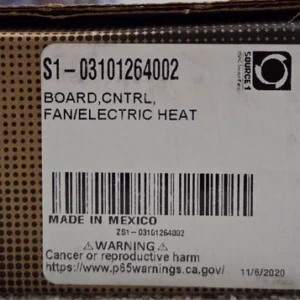 S1-03101264002
BOARD,CNTRL,
FAN/ELECTRIC HEAT
SOURCE 1
MADE IN MEXICO
ZS1-03101264002
⚠WARNING⚠
Cancer or reproductive harm
https://www.p65warnings.ca.gov/
11/6/2020